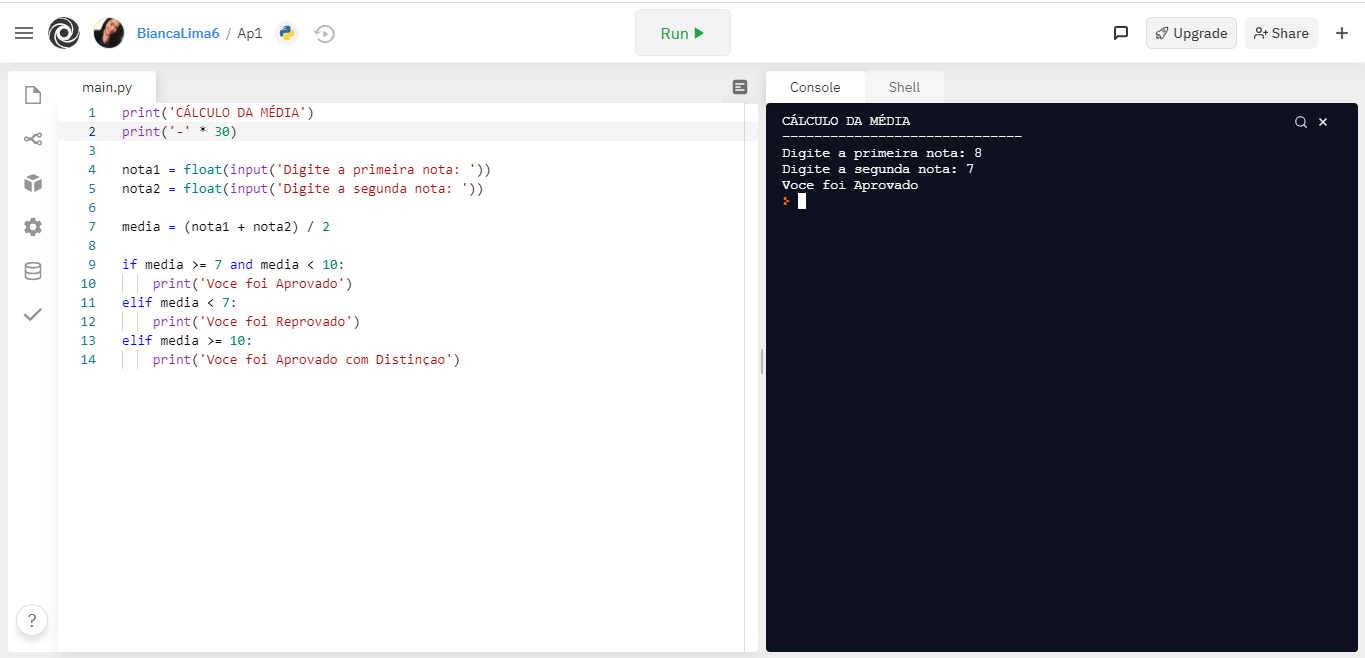 BiancaLima6 / Ap1
Run
Upgrade
Share
main.py
1 print('CÁLCULO DA MÉDIA')
2 print('-' * 30)
3
4 nota1 = float(input('Digite a primeira nota: '))
5 nota2 = float(input('Digite a segunda nota: '))
6
7 media = (nota1 + nota2) / 2
8
9 if media >= 7 and media < 10:
10 print('Voce foi Aprovado')
11 elif media < 7:
12 print('Voce foi Reprovado')
13 elif media >= 10:
14 print('Voce foi Aprovado com Distinçao')
?
Console Shell
CÁLCULO DA MÉDIA
------------------------------
Digite a primeira nota: 8
Digite a segunda nota: 7
Voce foi Aprovado